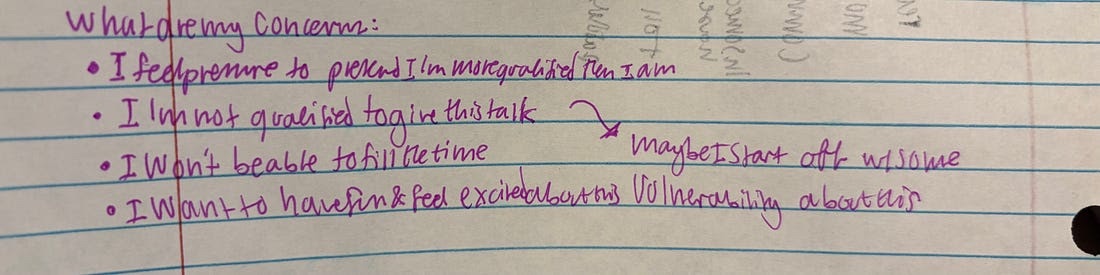 What are my concerns:
• I feel pressure to pretend I'm more qualified then I am
• I I'm not qualified to give this talk
maybe I start off w/ some
• I won't be able to fill the time
• I want to have fun & feel excited about this
vulnerability about this